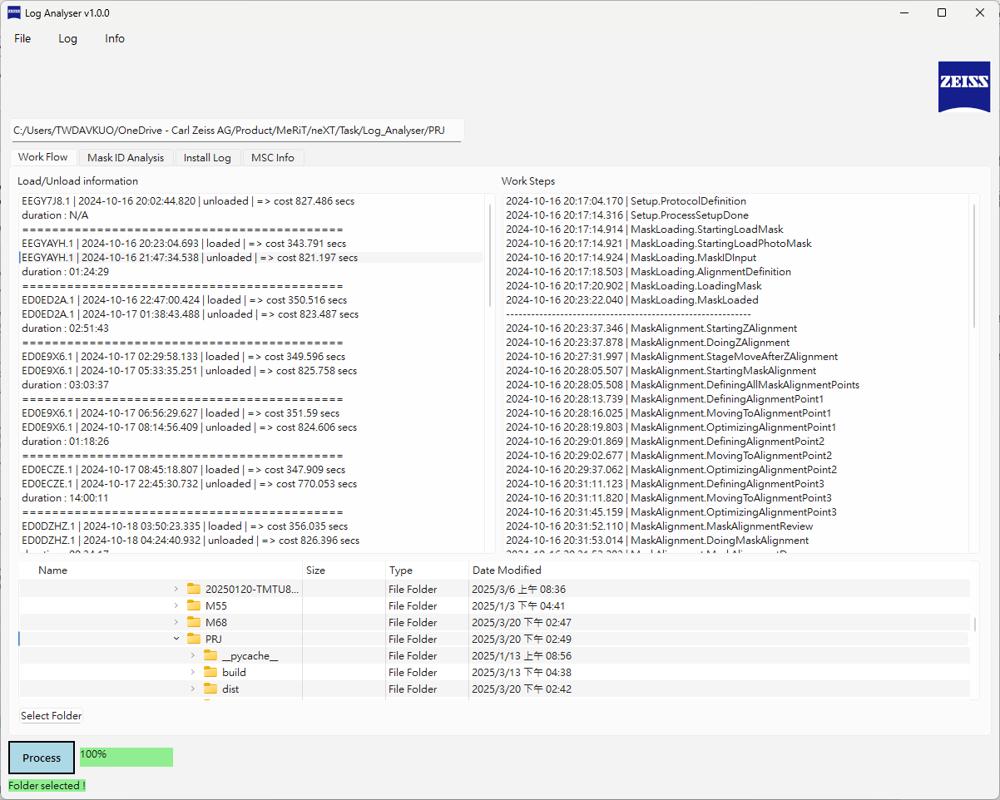 Log Analyser v1.0.0
File Log Info
ZEISS
C:/Users/TWDAVKUO/OneDrive - Carl Zeiss AG/Product/MeRiT/neXT/Task/Log_Analyser/PRJ
Work Flow Mask ID Analysis Install Log MSC Info
Load/Unload information
EEGY7J8.1 | 2024-10-16 20:02:44.820 | unloaded | => cost 827.486 secs
duration : N/A
============================================
EEGYAYH.1 | 2024-10-16 20:23:04.693 | loaded | => cost 343.791 secs
EEGYAYH.1 | 2024-10-16 21:47:34.538 | unloaded | => cost 821.197 secs
duration : 01:24:29
============================================
ED0ED2A.1 | 2024-10-16 22:47:00.424 | loaded | => cost 350.516 secs
ED0ED2A.1 | 2024-10-17 01:38:43.488 | unloaded | => cost 823.487 secs
duration : 02:51:43
============================================
ED0E9X6.1 | 2024-10-17 02:29:58.133 | loaded | => cost 349.596 secs
ED0E9X6.1 | 2024-10-17 05:33:35.251 | unloaded | => cost 825.758 secs
duration : 03:03:37
============================================
ED0E9X6.1 | 2024-10-17 06:56:29.627 | loaded | => cost 351.59 secs
ED0E9X6.1 | 2024-10-17 08:14:56.409 | unloaded | => cost 824.606 secs
duration : 01:18:26
============================================
ED0ECZE.1 | 2024-10-17 08:45:18.807 | loaded | => cost 347.909 secs
ED0ECZE.1 | 2024-10-17 22:45:30.732 | unloaded | => cost 770.053 secs
duration : 14:00:11
============================================
ED0DZHZ.1 | 2024-10-18 03:50:23.335 | loaded | => cost 356.035 secs
ED0DZHZ.1 | 2024-10-18 04:24:40.932 | unloaded | => cost 826.396 secs
Work Steps
2024-10-16 20:17:04.170 | Setup.ProtocolDefinition
2024-10-16 20:17:14.316 | Setup.ProcessSetupDone
2024-10-16 20:17:14.914 | MaskLoading.StartingLoadMask
2024-10-16 20:17:14.921 | MaskLoading.StartingLoadPhotoMask
2024-10-16 20:17:14.924 | MaskLoading.MaskIDInput
2024-10-16 20:17:18.503 | MaskLoading.AlignmentDefinition
2024-10-16 20:17:20.902 | MaskLoading.LoadingMask
2024-10-16 20:23:22.040 | MaskLoading.MaskLoaded
--------------------------------------------------------
2024-10-16 20:23:37.346 | MaskAlignment.StartingZAlignment
2024-10-16 20:23:37.878 | MaskAlignment.DoingZAlignment
2024-10-16 20:27:31.997 | MaskAlignment.StageMoveAfterZAlignment
2024-10-16 20:28:05.507 | MaskAlignment.StartingMaskAlignment
2024-10-16 20:28:05.508 | MaskAlignment.DefiningAllMaskAlignmentPoints
2024-10-16 20:28:13.739 | MaskAlignment.DefiningAlignmentPoint1
2024-10-16 20:28:16.025 | MaskAlignment.MovingToAlignmentPoint1
2024-10-16 20:28:19.803 | MaskAlignment.OptimizingAlignmentPoint1
2024-10-16 20:29:01.869 | MaskAlignment.DefiningAlignmentPoint2
2024-10-16 20:29:02.677 | MaskAlignment.MovingToAlignmentPoint2
2024-10-16 20:29:37.062 | MaskAlignment.OptimizingAlignmentPoint2
2024-10-16 20:31:11.123 | MaskAlignment.DefiningAlignmentPoint3
2024-10-16 20:31:11.820 | MaskAlignment.MovingToAlignmentPoint3
2024-10-16 20:31:45.159 | MaskAlignment.OptimizingAlignmentPoint3
2024-10-16 20:31:52.110 | MaskAlignment.MaskAlignmentReview
2024-10-16 20:31:53.014 | MaskAlignment.DoingMaskAlignment
Name Size Type Date Modified
20250120-TMTU8... File Folder 2025/3/6 上午 08:36
M55 File Folder 2025/1/3 下午 04:41
M68 File Folder 2025/3/20 下午 02:47
PRJ File Folder 2025/3/20 下午 02:49
__pycache__ File Folder 2025/1/13 上午 08:56
build File Folder 2025/3/13 下午 04:38
dist File Folder 2025/3/20 下午 02:42
Select Folder
Process 100%
Folder selected !